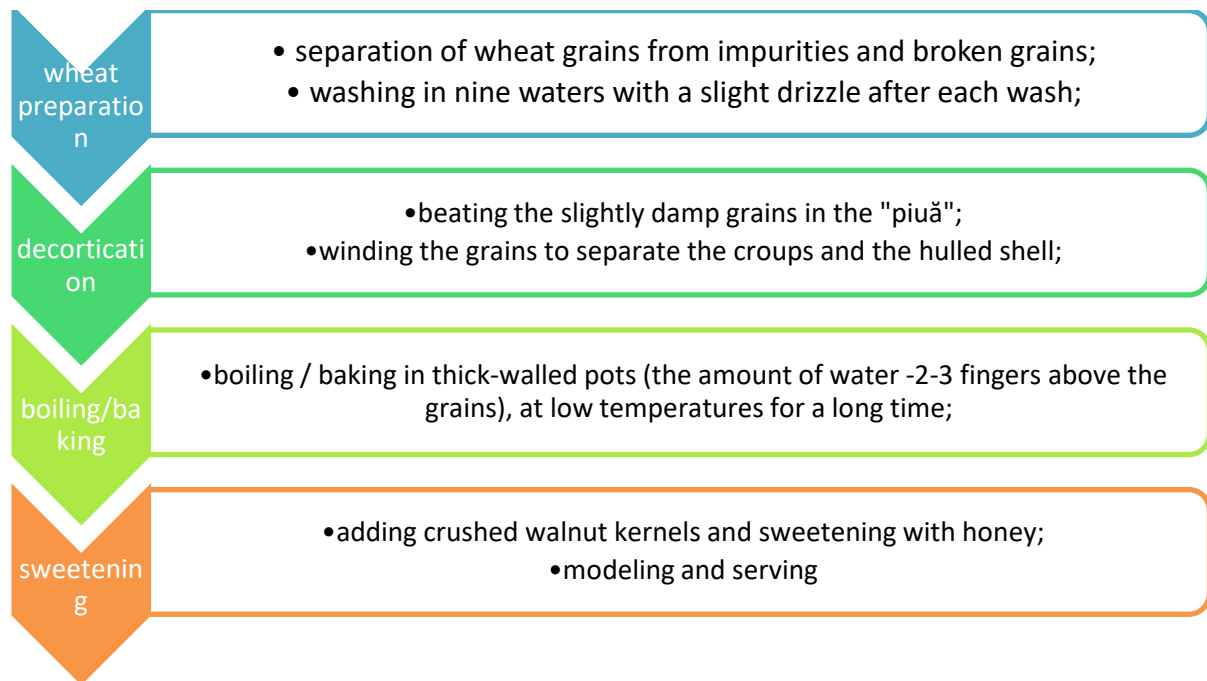 wheat
preparatio
n
• separation of wheat grains from impurities and broken grains;
• washing in nine waters with a slight drizzle after each wash;
decorticati
on
•beating the slightly damp grains in the "piuă";
•winding the grains to separate the croups and the hulled shell;
boiling/ba
king
•boiling / baking in thick-walled pots (the amount of water -2-3 fingers above the
grains), at low temperatures for a long time;
sweetenin
g
•adding crushed walnut kernels and sweetening with honey;
•modeling and serving